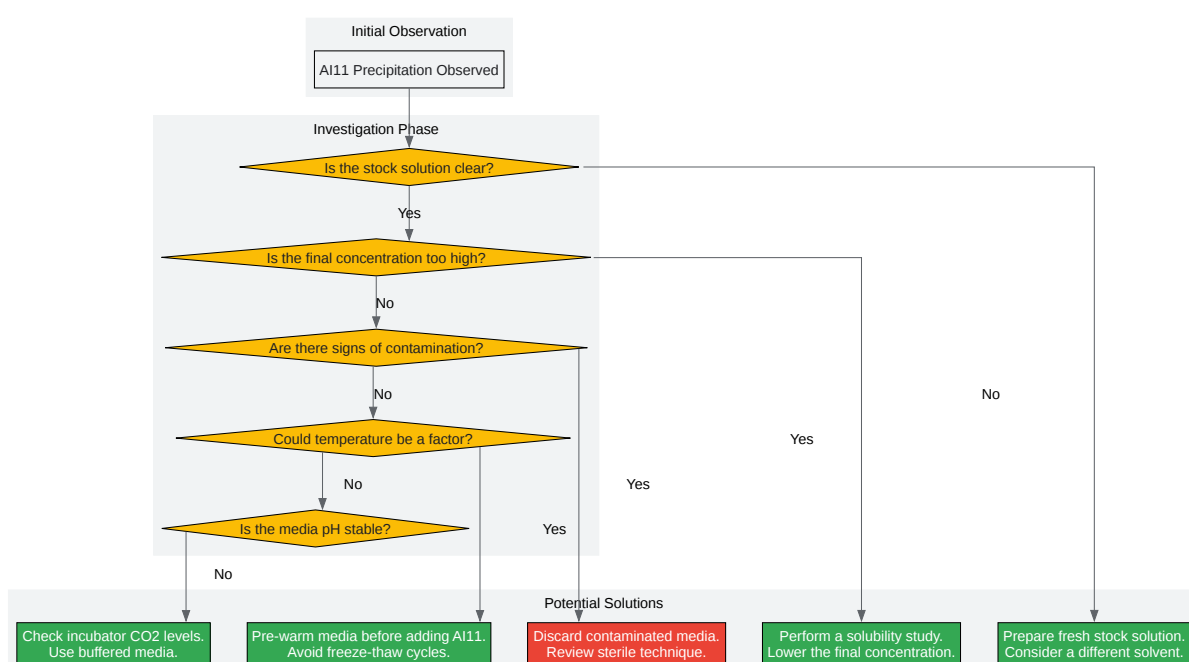 Initial Observation
AI11 Precipitation Observed
Investigation Phase
Is the stock solution clear?
Yes
Is the final concentration too high?
No
Are there signs of contamination?
No
No
Could temperature be a factor?
Yes
No
Yes
Is the media pH stable?
Yes
No
Potential Solutions
Check incubator CO2 levels.
Use buffered media.
Pre-warm media before adding AI11.
Avoid freeze-thaw cycles.
Discard contaminated media.
Review sterile technique.
Perform a solubility study.
Lower the final concentration.
Prepare fresh stock solution.
Consider a different solvent.